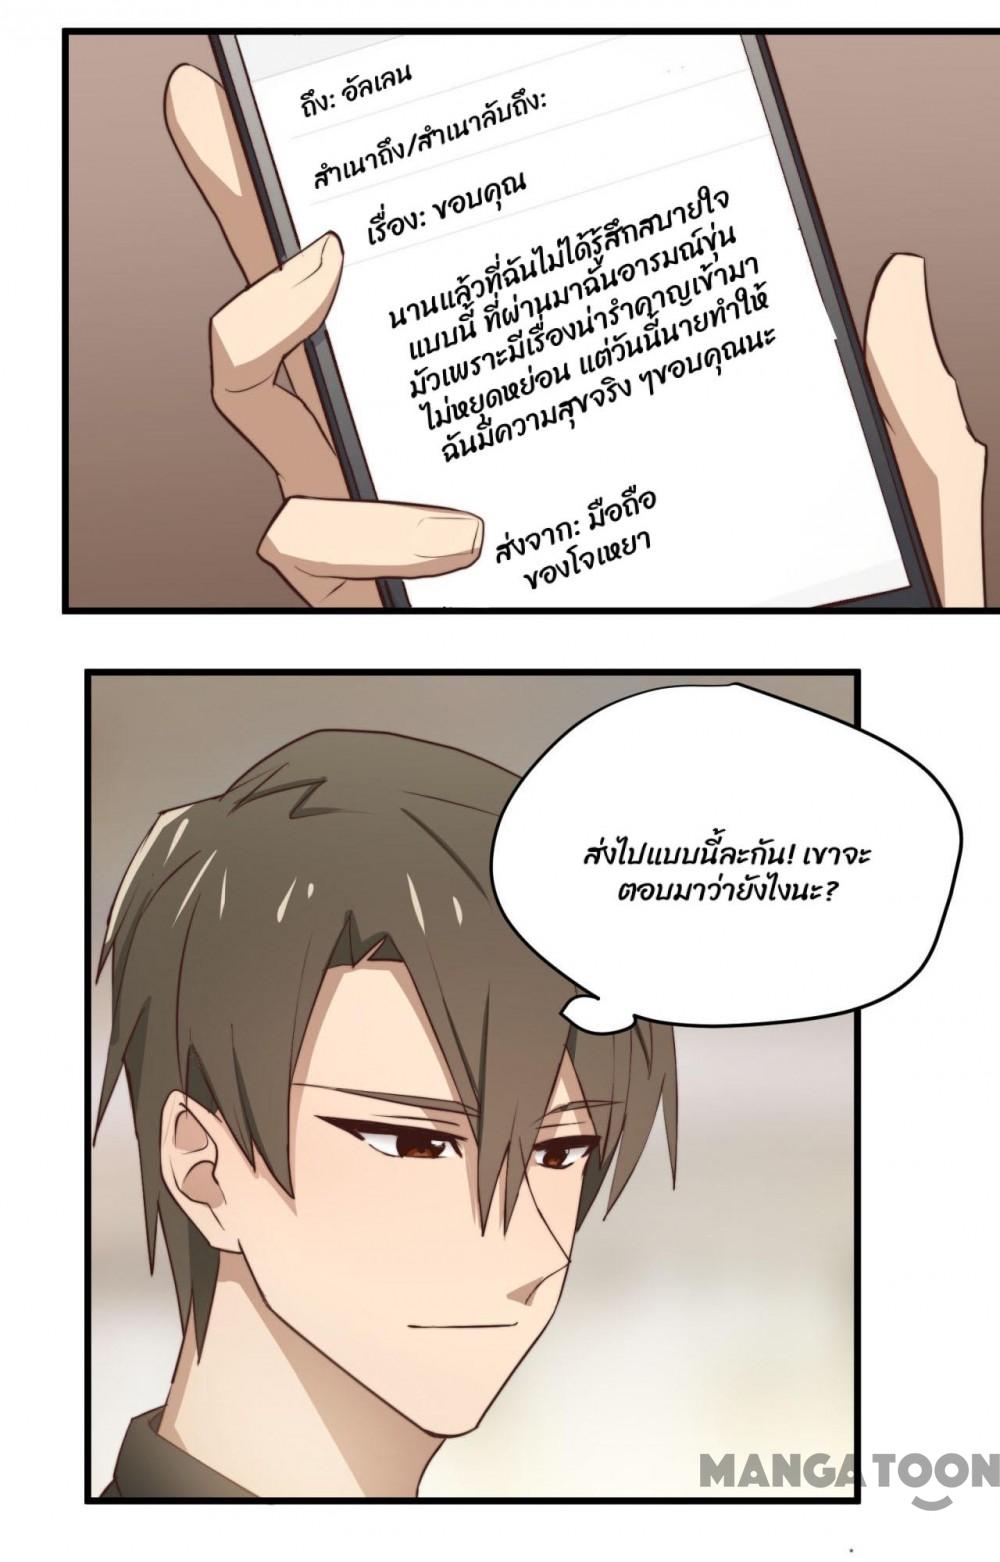 ถึง: อัลเลน
สำเนาถึง/สำเนาลับถึง:
เรื่อง: ขอบคุณ
นานแล้วที่ฉันไม่ได้รู้สึกสบายใจ
แบบนี้ ที่ผ่านมาฉันอารมณ์ขุ่น
มัวเพราะมีเรื่องน่ารำคาญเข้ามา
ไม่หยุดหย่อน แต่วันนี้นายทำให้
ฉันมีความสุขจริง ๆขอบคุณนะ
ส่งจาก: มือถือ
ของโจเหยา
ส่งไปแบบนี้ละกัน! เขาจะ
ตอบมาว่ายังไงนะ?
MANGATOON